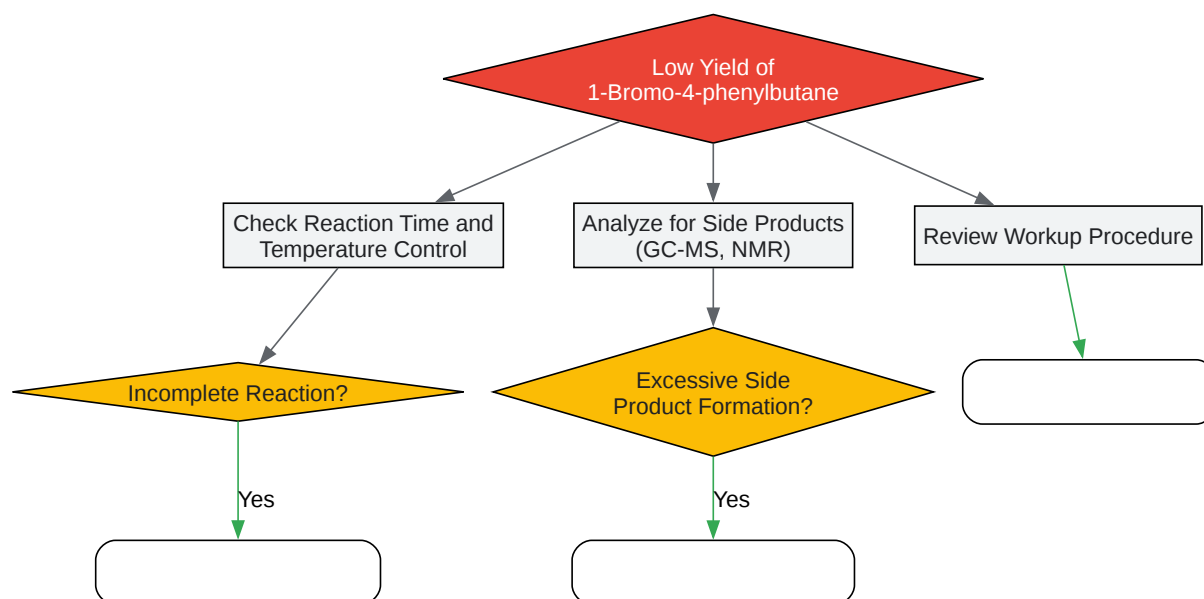 Low Yield of
1-Bromo-4-phenylbutane
Check Reaction Time and
Temperature Control
Analyze for Side Products
(GC-MS, NMR)
Review Workup Procedure
Incomplete Reaction?
Excessive Side
Product Formation?
Yes
Yes